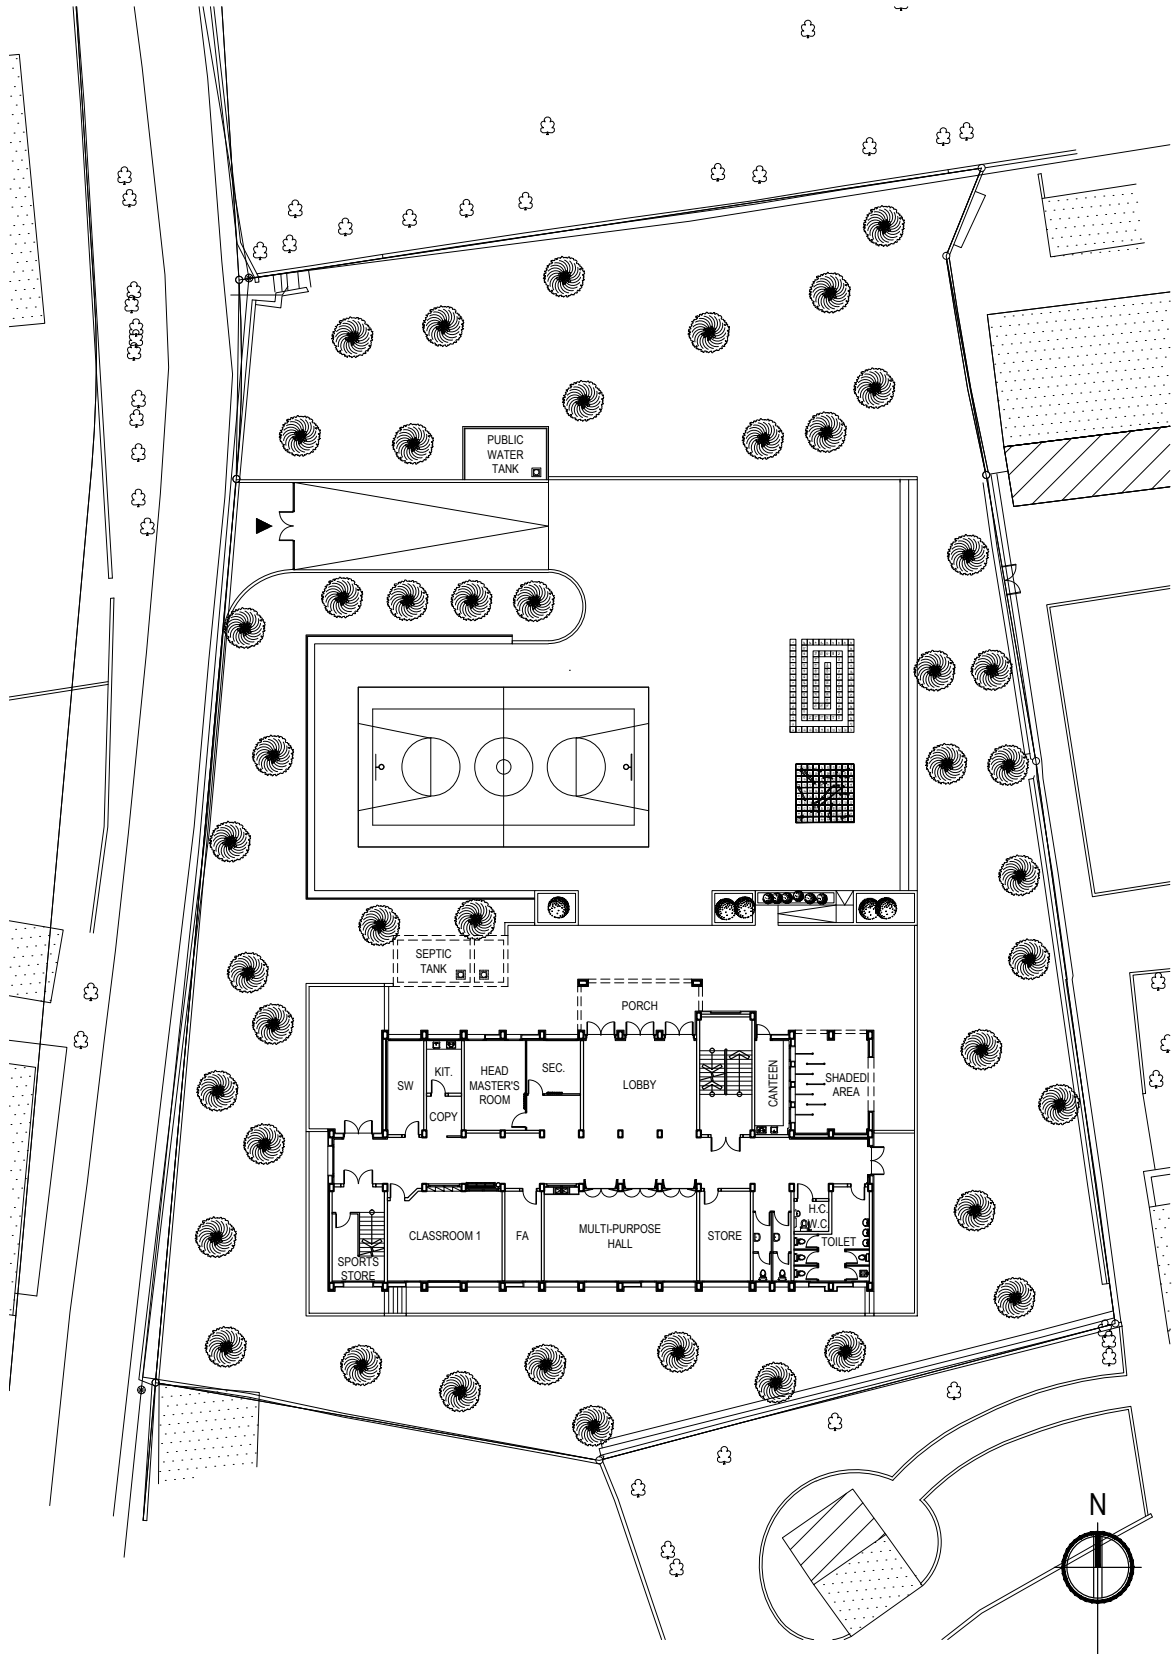 PUBLIC
WATER
TANK
SEPTIC
TANK
PORCH
SW
KIT.
COPY
HEAD
MASTER'S
ROOM
SEC.
LOBBY
CANTEEN
SHADED
AREA
SPORTS
STORE
CLASSROOM 1
FA
MULTI-PURPOSE
HALL
STORE
H.C.
W.C.
TOILET
N